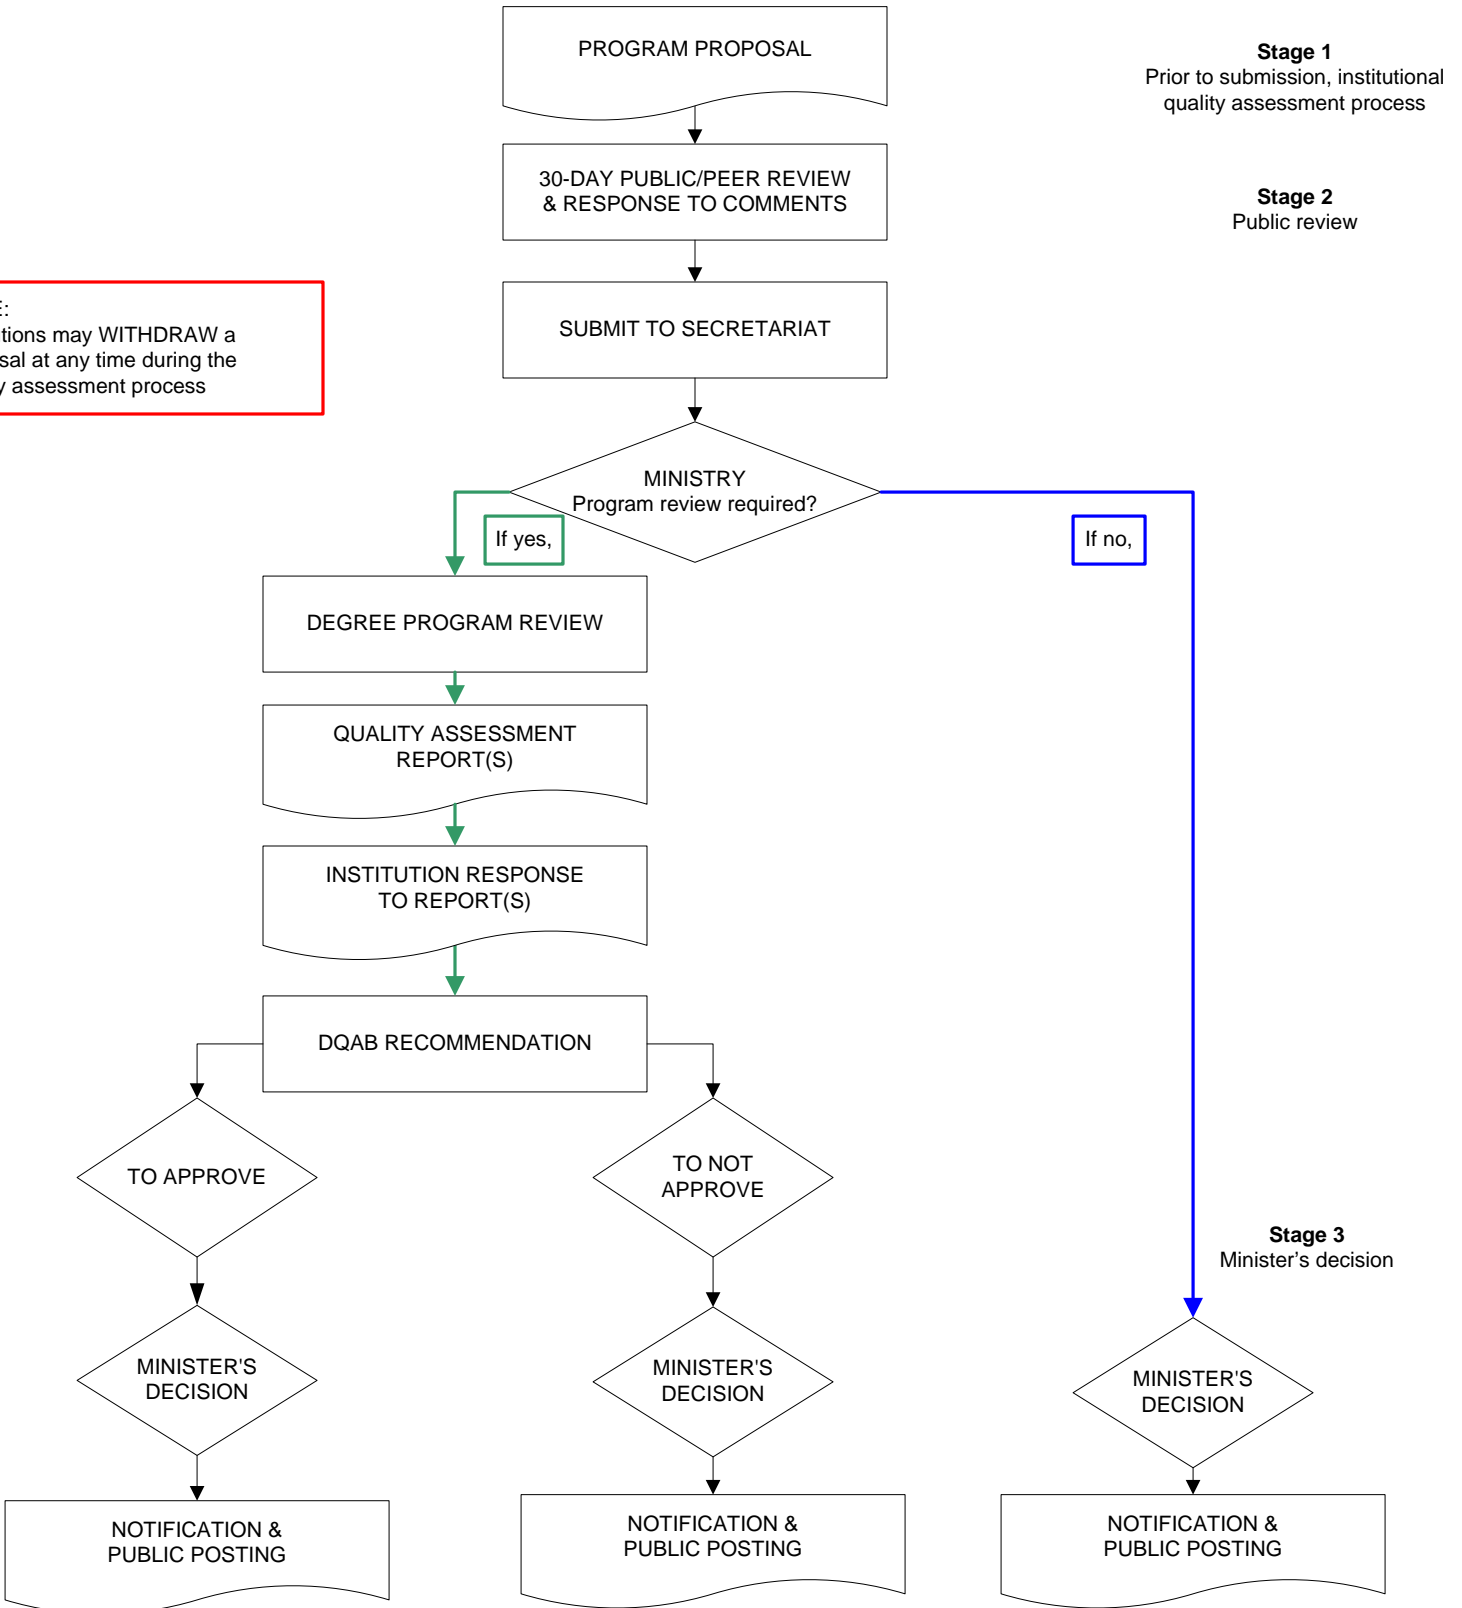 PROGRAM PROPOSAL
Stage 1
Prior to submission, institutional
quality assessment process
30-DAY PUBLIC/PEER REVIEW
& RESPONSE TO COMMENTS
Stage 2
Public review
SUBMIT TO SECRETARIAT
E:
tions may WITHDRAW a
sal at any time during the
y assessment process
MINISTRY
Program review required?
If yes,
If no,
DEGREE PROGRAM REVIEW
QUALITY ASSESSMENT
REPORT(S)
INSTITUTION RESPONSE
TO REPORT(S)
DQAB RECOMMENDATION
TO APPROVE
TO NOT
APPROVE
Stage 3
Minister's decision
MINISTER'S
DECISION
MINISTER'S
DECISION
MINISTER'S
DECISION
NOTIFICATION &
PUBLIC POSTING
NOTIFICATION &
PUBLIC POSTING
NOTIFICATION &
PUBLIC POSTING